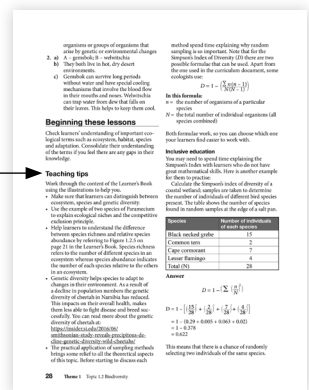 organisms or groups of organisms that
arise by genetic or environmental changes
2. a) A – gemsbok; B – welwitschia
b) They both live in hot, dry desert
environments.
c) Gemsbok can survive long periods
without water and have special cooling
mechanisms that involve the blood flow
in their mouths and noses. Welwitschia
can trap water from dew that falls on
their leaves. This helps to keep them cool.
Beginning these lessons
Check learners' understanding of important eco-
logical terms such as ecosystem, habitat, species
and adaptation. Consolidate their understanding
of the terms if you feel there are any gaps in their
knowledge.
Teaching tips
Work through the content of the Learner's Book
using the illustrations to help you.
• Make sure that learners can distinguish between
ecosystem, species and genetic diversity.
• Use the example of two species of Paramecium
to explain ecological niches and the competitive
exclusion principle.
• Help learners to understand the difference
between species richness and relative species
abundance by referring to Figure 1.2.5 on
page 21 in the Learner's Book. Species richness
refers to the number of different species in an
ecosystem whereas species abundance indicates
the number of each species relative to the others
in an ecosystem.
• Genetic diversity helps species to adapt to
changes in their environment. As a result of
a decline in population numbers the genetic
diversity of cheetah in Namibia has reduced.
This impacts on their overall health, makes
them less able to fight disease and breed suc-
cessfully. You can read more about the genetic
diversity of cheetah at:
https://insider.si.edu/2016/06/
smithsonian-study-reveals-precipitous-de-
cline-genetic-diversity-wild-cheetahs/
• The practical application of sampling methods
brings some relief to all the theoretical aspects
of this topic. Before starting to discuss each
method spend time explaining why random
sampling is so important. Note that for the
Simpson's Index of Diversity (D) there are two
possible formulae that can be used. Apart from
the one used in the curriculum document, some
ecologists use:
D = 1 – (∑ n(n – 1) / N(N – 1))
In this formula:
n = the number of organisms of a particular
species
N = the total number of individual organisms (all
species combined)
Both formulae work, so you can choose which one
your learners find easier to work with.
Inclusive education
You may need to spend time explaining the
Simpson's Index with learners who do not have
great mathematical skills. Here is another example
for them to practise:
Calculate the Simpson's index of diversity of a
coastal wetland; samples are taken to determine
the number of individuals of different bird species
present. The table shows the number of species
found in random samples at the edge of a salt pan.
Species Number of individuals
of each species
Black necked grebe 15
Common tern 2
Cape cormorant 7
Lesser flamingo 4
Total (N) 28
Answer
D = 1 – (∑ (n/N)²)
D = 1 – [(15/28)² + (2/28)² + (7/28)² + (4/28)²]
= 1 – (0.29 + 0.005 + 0.063 + 0.02)
= 1 – 0.378
= 0.622
This means that there is a chance of randomly
selecting two individuals of the same species.
28 Theme 1 Topic 1.2 Biodiversity